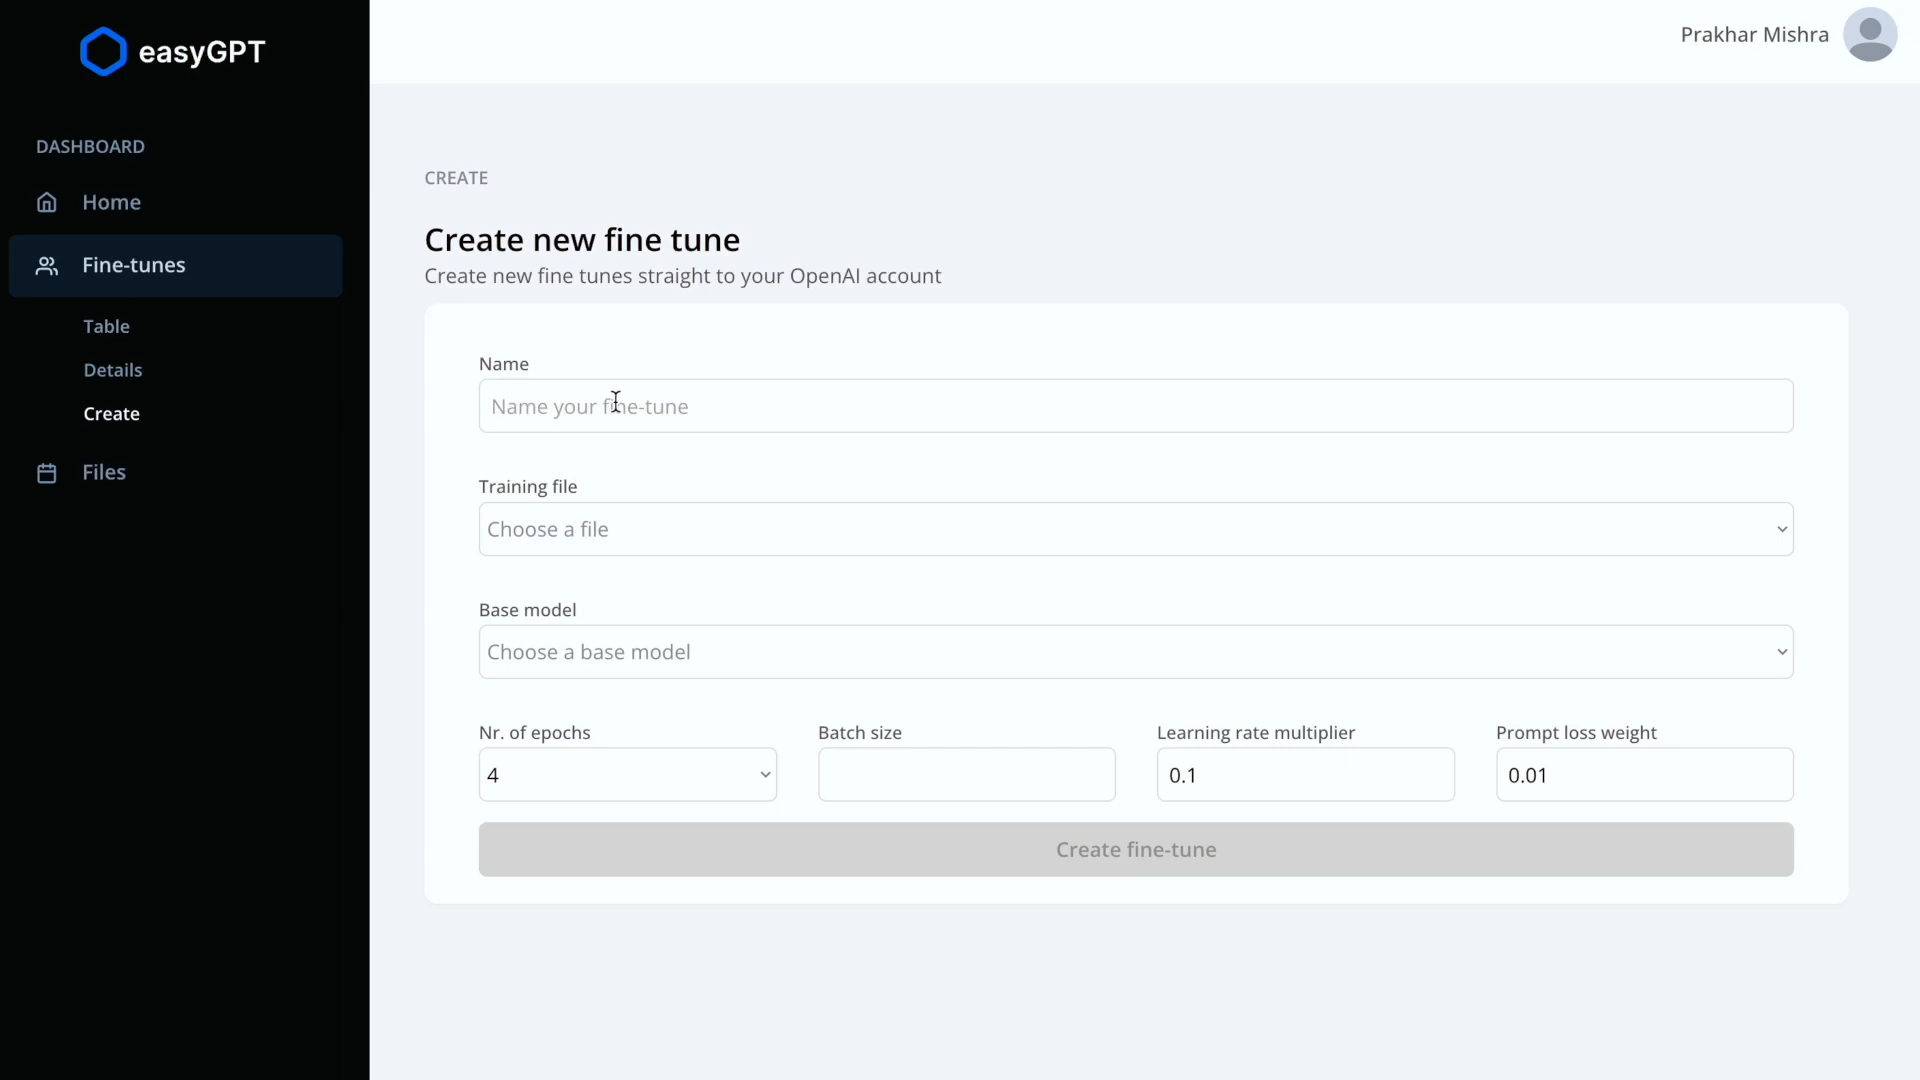 easyGPT
Prakhar Mishra
DASHBOARD
Home
Fine-tunes
Table
Details
Create
Files
CREATE
Create new fine tune
Create new fine tunes straight to your OpenAI account
Name
Name your fine-tune
Training file
Choose a file
Base model
Choose a base model
Nr. of epochs
4
Batch size
Learning rate multiplier
0.1
Prompt loss weight
0.01
Create fine-tune